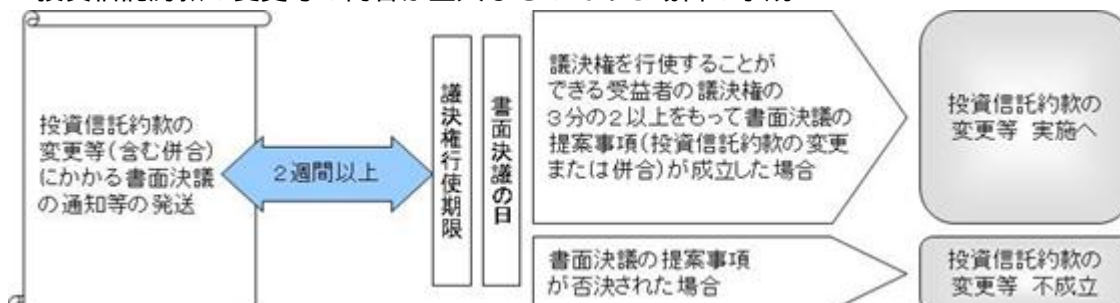 投資信託約款の
変更等(含む併合)
にかかる書面決議
の通知等の発送
2週間以上
議決権行使期限
書面決議の日
議決権を行使することが
できる受益者の議決権の
3分の2以上をもって書面決議の
提案事項(投資信託約款の変更
または併合)が成立した場合
投資信託約款の
変更等 実施へ
書面決議の提案事項
が否決された場合
投資信託約款の
変更等 不成立